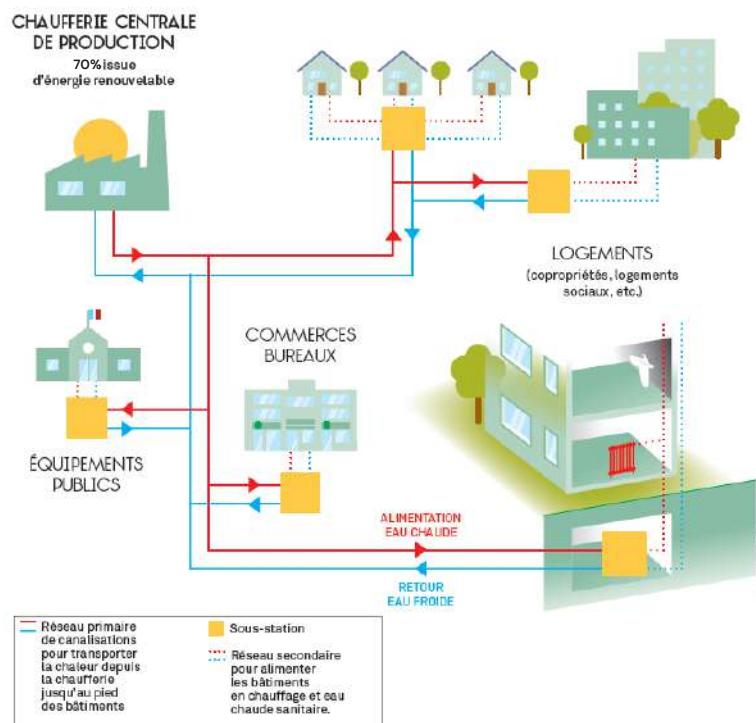 CHAUFFERIE CENTRALE
DE PRODUCTION
70% issue
d'énergie renouvelable
LOGEMENTS
(copropriétés, logements
sociaux, etc.)
COMMERCES
BUREAUX
ÉQUIPEMENTS
PUBLICS
ALIMENTATION
EAU CHAUDE
RETOUR
EAU FROIDE
Réseau primaire
de canalisations
pour transporter
la chaleur depuis
la chaufferie
jusqu'au pied
des bâtiments
Sous-station
Réseau secondaire
pour alimenter
les bâtiments
en chauffage et eau
chaude sanitaire.